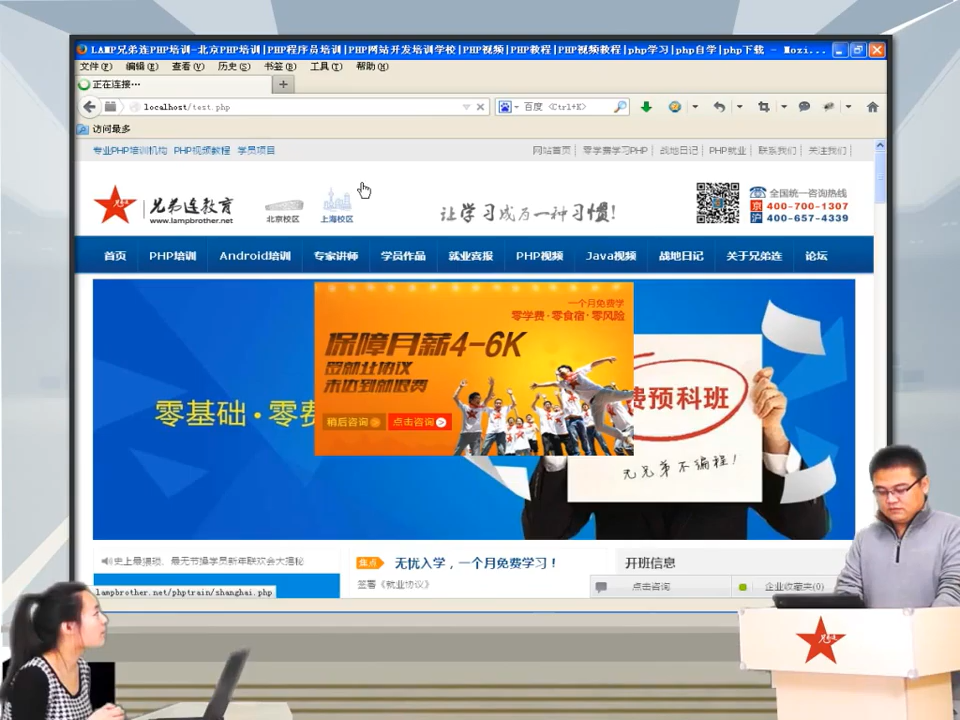 LAMP兄弟连PHP培训-北京PHP培训|PHP程序员培训|PHP网站开发培训学校|PHP视频|PHP教程|PHP视频教程|php学习|php自学|php下载 - Mozi...
文件(F) 编辑(E) 查看(V) 历史(S) 书签(B) 工具(T) 帮助(H)
正在连接…
localhost/test.php
百度 <Ctrl+K>
访问最多
专业PHP培训机构 PHP视频教程 学员项目
网站首页| 零学费学习PHP| 战地日记| PHP就业| 联系我们| 关注我们|
兄弟连教育
www.lampbrother.net
北京校区
上海校区
让学习成为一种习惯!
全国统一咨询热线
京 400-700-1307
沪 400-657-4339
首页 PHP培训 Android培训 专家讲师 学员作品 就业喜报 PHP视频 Java视频 战地日记 关于兄弟连 论坛
一个月免费学
零学费·零食宿·零风险
保障月薪4-6K
签就业协议
未达到就退费
稍后咨询
点击咨询
零基础·零费
费预科班
无兄弟不编程!
史上最猥琐、最无节操学员新年联欢会大揭秘
焦点 无忧入学,一个月免费学习!
签署《就业协议》
开班信息
点击咨询
企业收藏夹(0)
lampbrother.net/phptrain/shanghai.php